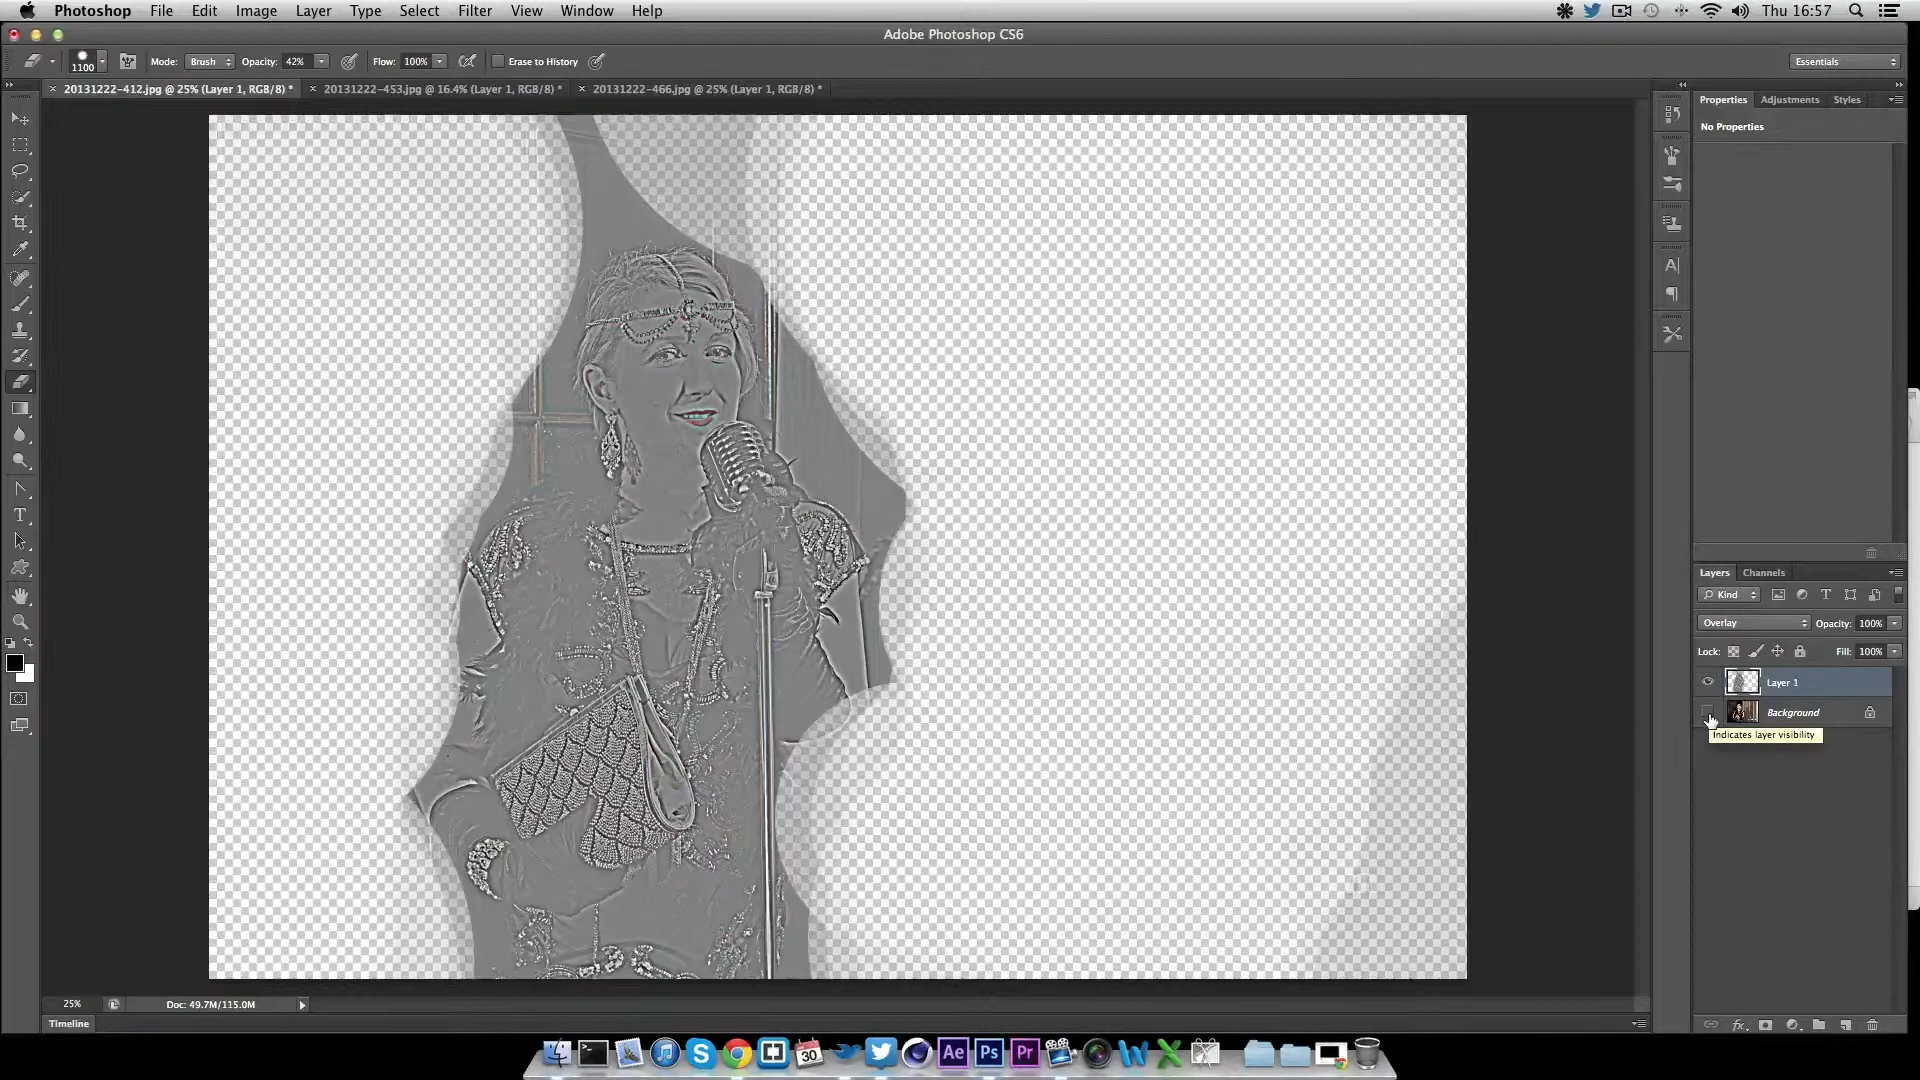 Photoshop File Edit Image Layer Type Select Filter View Window Help Thu 16:57
Adobe Photoshop CS6
1100 Mode: Brush Opacity: 42% Flow: 100% Erase to History Essentials
20131222-412.jpg @ 25% (Layer 1, RGB/8) * 20131222-453.jpg @ 16.4% (Layer 1, RGB/8) * 20131222-466.jpg @ 25% (Layer 1, RGB/8) *
Properties Adjustments Styles
No Properties
Layers Channels
Kind
Overlay Opacity: 100%
Lock: Fill: 100%
Layer 1
Background
Indicates layer visibility
25% Doc: 49.7M/115.0M
Timeline
30 Ae Ps Pr